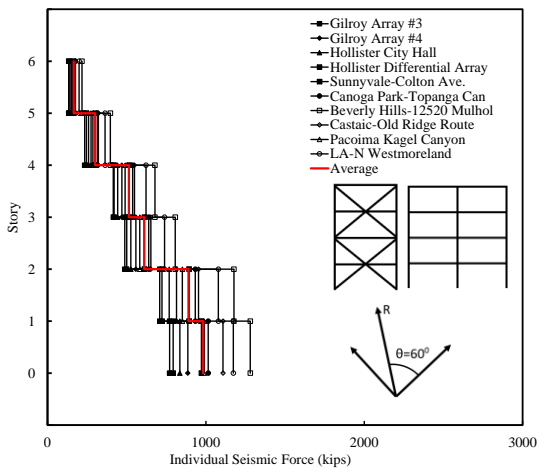 Gilroy Array #3
Gilroy Array #4
Hollister City Hall
Hollister Differential Array
Sunnyvale-Colton Ave.
Canoga Park-Topanga Can
Beverly Hills-12520 Mulhol
Castaic-Old Ridge Route
Pacoima Kagel Canyon
LA-N Westmoreland
Average
6
5
4
3
2
1
0
Story
R
θ=60⁰
0 1000 2000 3000
Individual Seismic Force (kips)